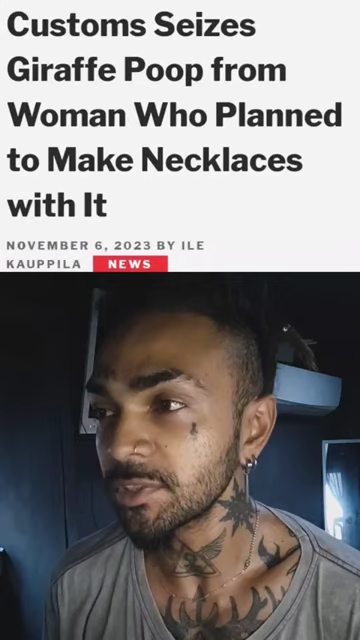 Customs Seizes
Giraffe Poop from
Woman Who Planned
to Make Necklaces
with It
NOVEMBER 6, 2023 BY ILE
KAUPPILA NEWS